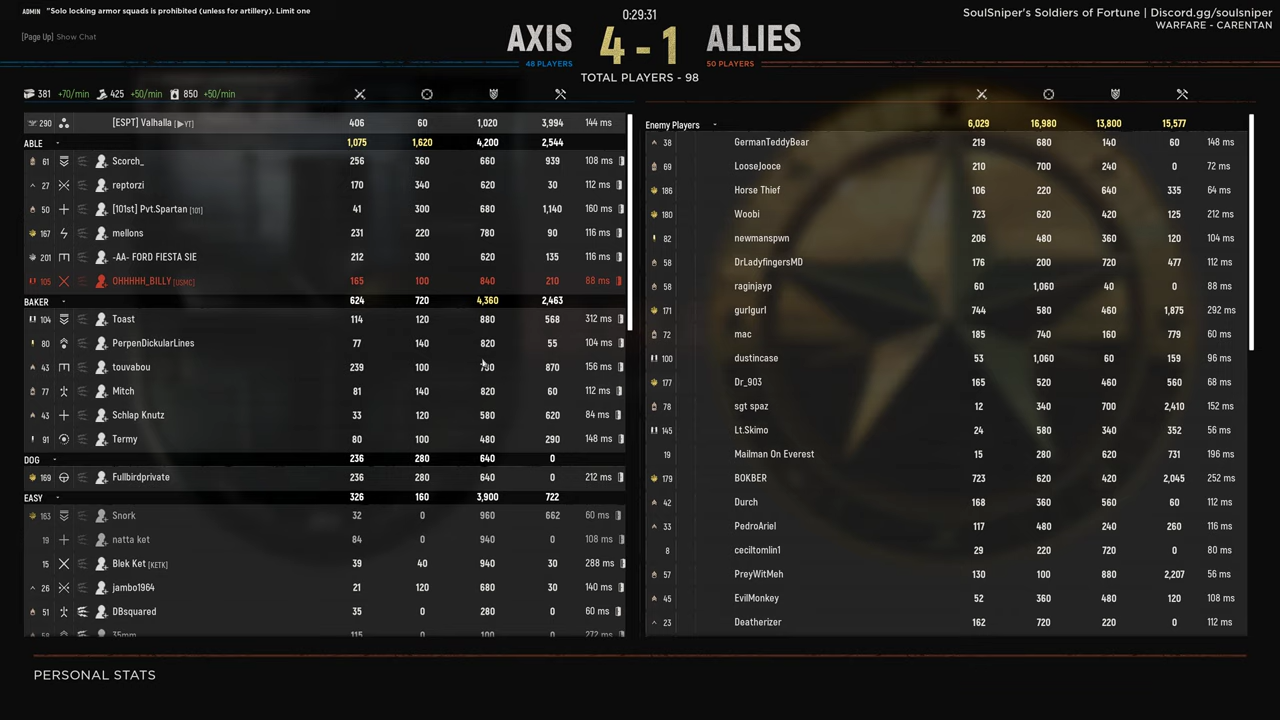 ADMIN "Solo locking armor squads is prohibited (unless for artillery). Limit one
[Page Up] Show Chat
0:29:31
AXIS 4 - 1 ALLIES
48 PLAYERS 50 PLAYERS
TOTAL PLAYERS - 98
SoulSniper's Soldiers of Fortune | Discord.gg/soulsniper
WARFARE - CARENTAN
381 +70/min 425 +50/min 850 +50/min
290 [ESPT] Valhalla [▶YT] 406 60 1,020 3,994 144 ms
ABLE - 1,075 1,620 4,200 2,544
61 Scorch_ 256 360 660 939 108 ms
27 reptorzi 170 340 620 30 112 ms
50 [101st] Pvt.Spartan [101] 41 300 680 1,140 160 ms
167 mellons 231 220 780 90 116 ms
201 -AA- FORD FIESTA SIE 212 300 620 135 116 ms
105 OHHHHH_BILLY [USMC] 165 100 840 210 88 ms
BAKER - 624 720 4,360 2,463
104 Toast 114 120 880 568 312 ms
80 PerpenDickularLines 77 140 820 55 104 ms
43 touvabou 239 100 870 156 ms
77 Mitch 81 140 820 60 112 ms
43 Schlap Knutz 33 120 580 620 84 ms
91 Termy 80 100 480 290 148 ms
DOG - 236 280 640 0
169 Fullbirdprivate 236 280 640 0 212 ms
EASY - 326 160 3,900 722
163 Snork 32 0 960 662 60 ms
19 natta ket 84 0 940 0 108 ms
15 Blek Ket [KETK] 39 40 940 30 288 ms
26 jambo1964 21 120 680 30 140 ms
51 DBsquared 35 0 280 0 60 ms
58 35mm 115 0 100 0 272 ms
Enemy Players - 6,029 16,980 13,800 15,577
38 GermanTeddyBear 219 680 140 60 148 ms
69 LooseJooce 210 700 240 0 72 ms
186 Horse Thief 106 220 640 335 64 ms
180 Woobi 723 620 420 125 212 ms
82 newmanspwn 206 480 360 120 104 ms
58 DrLadyfingersMD 176 200 720 477 112 ms
58 raginjayp 60 1,060 40 0 88 ms
171 gurlgurl 744 580 460 1,875 292 ms
72 mac 185 740 160 779 60 ms
100 dustincase 53 1,060 60 159 96 ms
177 Dr_903 165 520 460 560 68 ms
78 sgt spaz 12 340 700 2,410 152 ms
145 Lt.Skimo 24 580 340 352 56 ms
19 Mailman On Everest 15 280 620 731 196 ms
179 BOKBER 723 620 420 2,045 252 ms
42 Durch 168 360 560 60 112 ms
33 PedroAriel 117 480 240 260 116 ms
8 ceciltomlin1 29 220 720 0 80 ms
57 PreyWitMeh 130 100 880 2,207 56 ms
45 EvilMonkey 52 360 480 120 108 ms
23 Deatherizer 162 720 220 0 112 ms
PERSONAL STATS